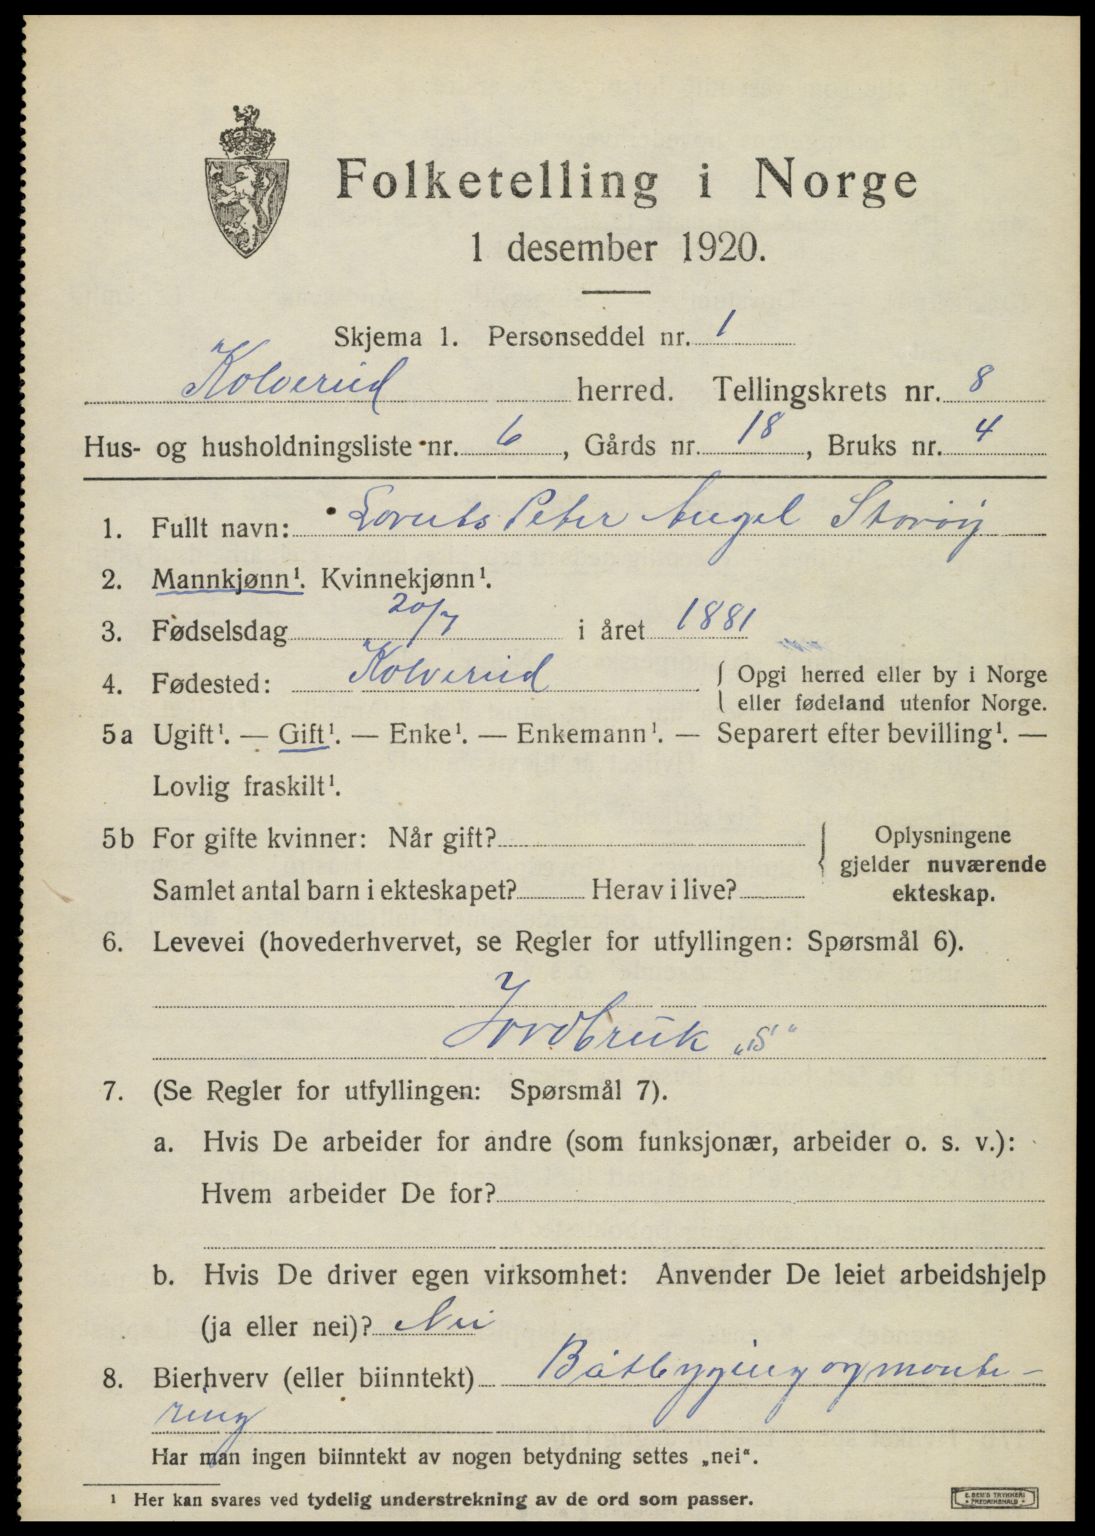 Folketelling i Norge
1 desember 1920.
Skjema 1. Personseddel nr. 1
Kolvereid herred. Tellingskrets nr. 8
Hus- og husholdningsliste nr. 6, Gårds nr. 18, Bruks nr. 4
1. Fullt navn: Lorents Peter Angel Storøy
2. Mannkjønn¹. Kvinnekjønn¹.
3. Fødselsdag 20/7 i året 1881
4. Fødested: Kolvereid { Opgi herred eller by i Norge
eller fødeland utenfor Norge.
5a Ugift¹. — Gift¹. — Enke¹. — Enkemann¹. — Separert efter bevilling¹. —
Lovlig fraskilt¹.
5b For gifte kvinner: Når gift? { Oplysningene
gjelder nuværende
Samlet antal barn i ekteskapet? Herav i live? ekteskap.
6. Levevei (hovederhvervet, se Regler for utfyllingen: Spørsmål 6).
Jordbruk „S"
7. (Se Regler for utfyllingen: Spørsmål 7).
a. Hvis De arbeider for andre (som funksjonær, arbeider o. s. v.):
Hvem arbeider De for?
b. Hvis De driver egen virksomhet: Anvender De leiet arbeidshjelp
(ja eller nei)? Nei
8. Bierhverv (eller biinntekt) Båtbyging og monte-
ring
Har man ingen biinntekt av nogen betydning settes „nei".
¹ Her kan svares ved tydelig understrekning av de ord som passer.
E. SEM'S TRYKKERI
FREDRIKSHALD